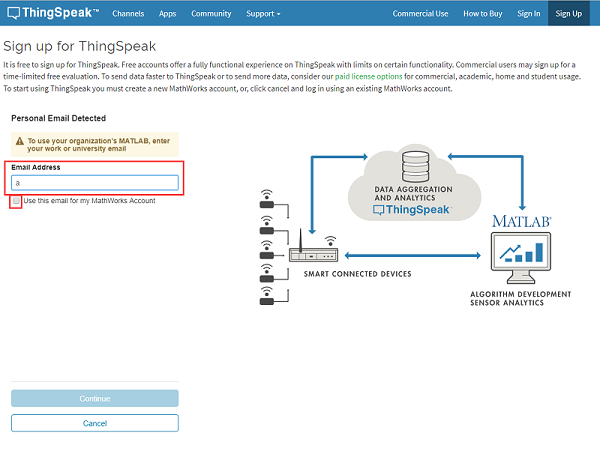 ThingSpeak™ Channels Apps Community Support Commercial Use How to Buy Sign In Sign Up
Sign up for ThingSpeak
It is free to sign up for ThingSpeak. Free accounts offer a fully functional experience on ThingSpeak with limits on certain functionality. Commercial users may sign up for a
time-limited free evaluation. To send data faster to ThingSpeak or to send more data, consider our paid license options for commercial, academic, home and student usage.
To start using ThingSpeak you must create a new MathWorks account, or, click cancel and log in using an existing MathWorks account.
Personal Email Detected
To use your organization's MATLAB, enter
your work or university email
Email Address
a
Use this email for my MathWorks Account
DATA AGGREGATION
AND ANALYTICS
ThingSpeak™
MATLAB®
SMART CONNECTED DEVICES
ALGORITHM DEVELOPMENT
SENSOR ANALYTICS
Continue
Cancel